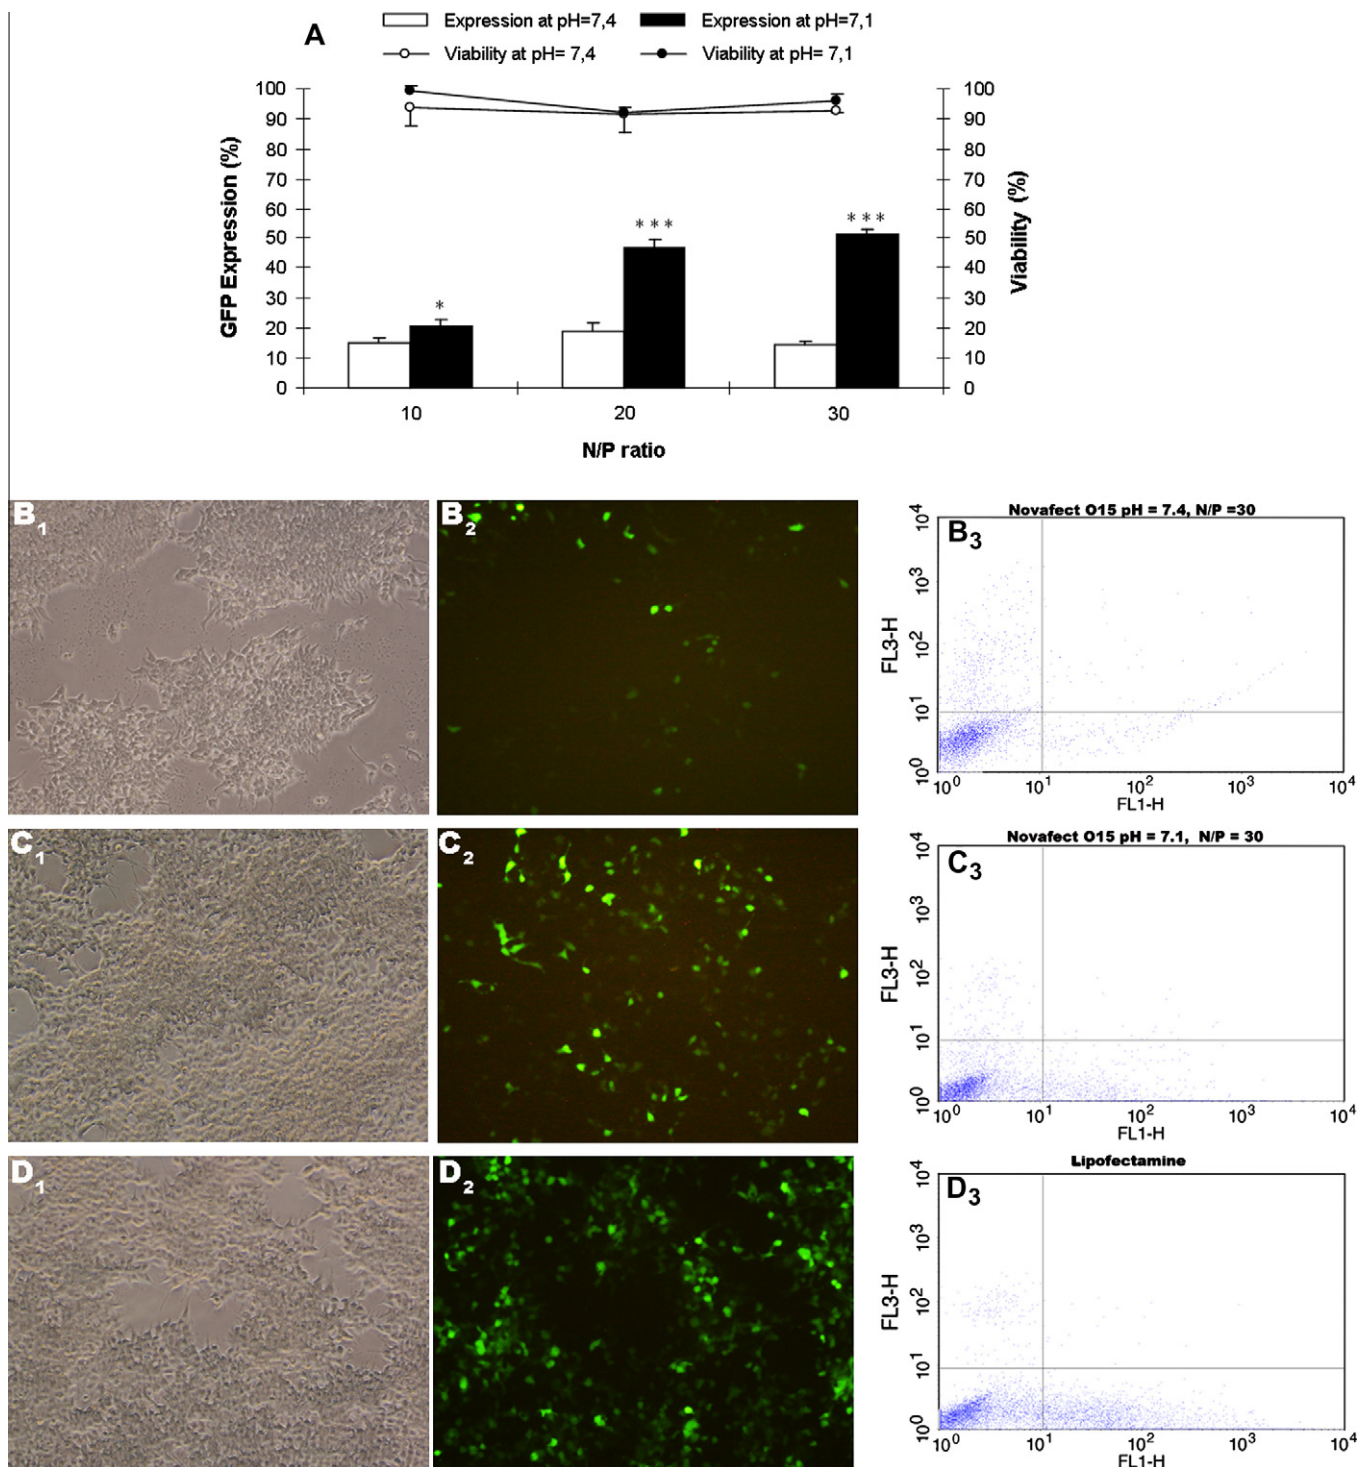 A
Expression at pH=7,4
Expression at pH=7,1
Viability at pH= 7,4
Viability at pH= 7,1
GFP Expression (%)
100
90
80
70
60
50
40
30
20
10
0
*
***
***
100
90
80
70
60
50
40
30
20
10
0
Viability (%)
10
20
30
N/P ratio
B1
B2
Novafect O15 pH = 7.4, N/P =30
B3
FL3-H
10^4
10^3
10^2
10^1
10^0
10^0
10^1
10^2
10^3
10^4
FL1-H
C1
C2
Novafect O15 pH = 7.1, N/P = 30
C3
FL3-H
10^4
10^3
10^2
10^1
10^0
10^0
10^1
10^2
10^3
10^4
FL1-H
D1
D2
Lipofectamine
D3
FL3-H
10^4
10^3
10^2
10^1
10^0
10^0
10^1
10^2
10^3
10^4
FL1-H